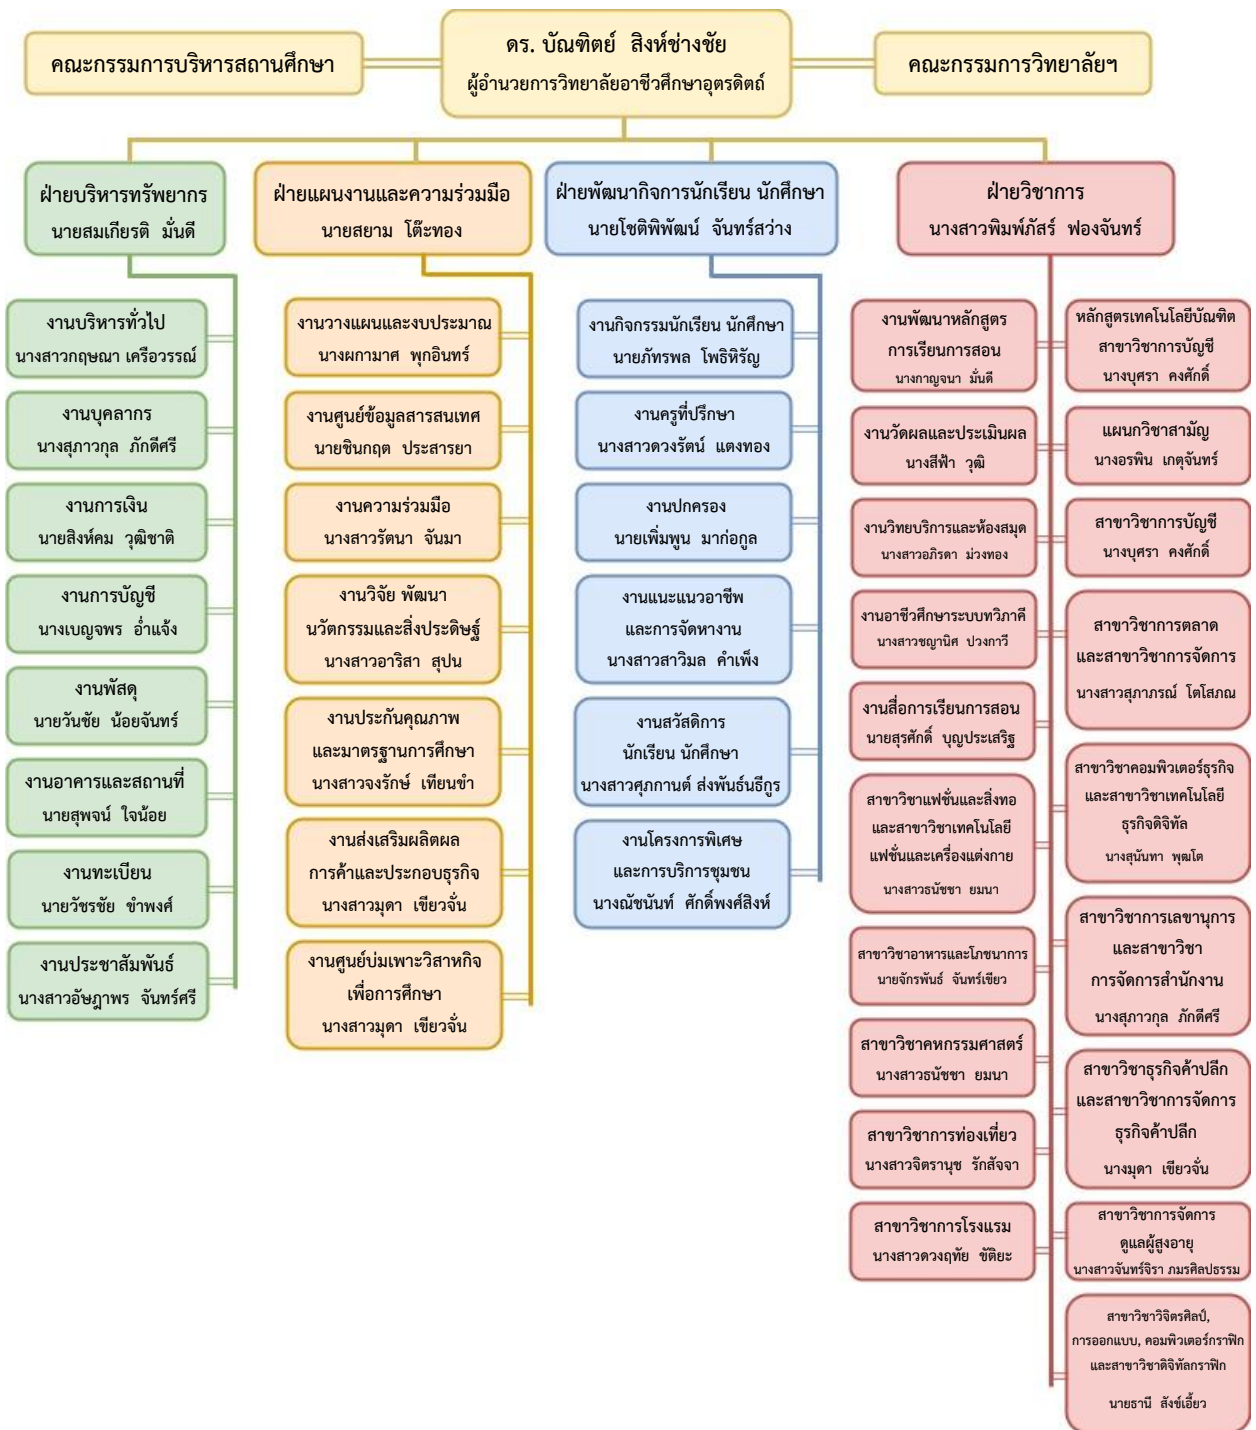 คณะกรรมการบริหารสถานศึกษา
ดร. บัณฑิตย์ สิงห์ช่างชัย
ผู้อำนวยการวิทยาลัยอาชีวศึกษาอุตรดิตถ์
คณะกรรมการวิทยาลัยฯ
ฝ่ายบริหารทรัพยากร
นายสมเกียรติ มั่นดี
ฝ่ายแผนงานและความร่วมมือ
นายสยาม โต๊ะทอง
ฝ่ายพัฒนากิจการนักเรียน นักศึกษา
นายโชติพิพัฒน์ จันทร์สว่าง
ฝ่ายวิชาการ
นางสาวพิมพ์ภัสร์ ฟองจันทร์
งานบริหารทั่วไป
นางสาวกฤษณา เครือวรรณ์
งานบุคลากร
นางสุภาวกุล ภักดีศรี
งานการเงิน
นายสิงห์คม วุฒิชาติ
งานการบัญชี
นางเบญจพร อ่ำแจ้ง
งานพัสดุ
นายวันชัย น้อยจันทร์
งานอาคารและสถานที่
นายสุพจน์ ใจน้อย
งานทะเบียน
นายวัชรชัย ขำพงศ์
งานประชาสัมพันธ์
นางสาวอัษฎาพร จันทร์ศรี
งานวางแผนและงบประมาณ
นางผกามาศ พุกอินทร์
งานศูนย์ข้อมูลสารสนเทศ
นายชินกฤต ประสารยา
งานความร่วมมือ
นางสาวรัตนา จันมา
งานวิจัย พัฒนา
นวัตกรรมและสิ่งประดิษฐ์
นางสาวอาริสา สุปน
งานประกันคุณภาพ
และมาตรฐานการศึกษา
นางสาวจงรักษ์ เทียนขำ
งานส่งเสริมผลิตผล
การค้าและประกอบธุรกิจ
นางสาวมุดา เขียวจั่น
งานศูนย์บ่มเพาะวิสาหกิจ
เพื่อการศึกษา
นางสาวมุดา เขียวจั่น
งานกิจกรรมนักเรียน นักศึกษา
นายภัทรพล โพธิหิรัญ
งานครูที่ปรึกษา
นางสาวดวงรัตน์ แตงทอง
งานปกครอง
นายเพิ่มพูน มาก่อกูล
งานแนะแนวอาชีพ
และการจัดหางาน
นางสาวสาวิมล คำเพ็ง
งานสวัสดิการ
นักเรียน นักศึกษา
นางสาวศุภกานต์ ส่งพันธ์นธีกูร
งานโครงการพิเศษ
และการบริการชุมชน
นางณัชนันท์ ศักดิ์พงศ์สิงห์
งานพัฒนาหลักสูตร
การเรียนการสอน
นางกาญจนา มั่นดี
งานวัดผลและประเมินผล
นางสีฟ้า วุฒิ
งานวิทยบริการและห้องสมุด
นางสาวอภิรดา ม่วงทอง
งานอาชีวศึกษาระบบทวิภาคี
นางสาวชญานิศ ปวงกาวี
งานสื่อการเรียนการสอน
นายสุรศักดิ์ บุญประเสริฐ
สาขาวิชาแฟชั่นและสิ่งทอ
และสาขาวิชาเทคโนโลยี
แฟชั่นและเครื่องแต่งกาย
นางสาวธนัชชา ยมนา
สาขาวิชาอาหารและโภชนาการ
นายจักรพันธ์ จันทร์เขียว
สาขาวิชาคหกรรมศาสตร์
นางสาวธนัชชา ยมนา
สาขาวิชาการท่องเที่ยว
นางสาวจิตรานุช รักสัจจา
สาขาวิชาการโรงแรม
นางสาวดวงฤทัย ขัติยะ
หลักสูตรเทคโนโลยีบัณฑิต
สาขาวิชาการบัญชี
นางบุศรา คงศักดิ์
แผนกวิชาสามัญ
นางอรพิน เกตุจันทร์
สาขาวิชาการบัญชี
นางบุศรา คงศักดิ์
สาขาวิชาการตลาด
และสาขาวิชาการจัดการ
นางสาวสุภาภรณ์ โตโสภณ
สาขาวิชาคอมพิวเตอร์ธุรกิจ
และสาขาวิชาเทคโนโลยี
ธุรกิจดิจิทัล
นางสุนันทา พุฒโต
สาขาวิชาการเลขานุการ
และสาขาวิชา
การจัดการสำนักงาน
นางสุภาวกุล ภักดีศรี
สาขาวิชาธุรกิจค้าปลีก
และสาขาวิชาการจัดการ
ธุรกิจค้าปลีก
นางมุดา เขียวจั่น
สาขาวิชาการจัดการ
ดูแลผู้สูงอายุ
นางสาวจันทร์จิรา ภมรศิลปธรรม
สาขาวิชาวิจิตรศิลป์,
การออกแบบ, คอมพิวเตอร์กราฟิก
และสาขาวิชาดิจิทัลกราฟิก
นายธานี สังข์เอี้ยว